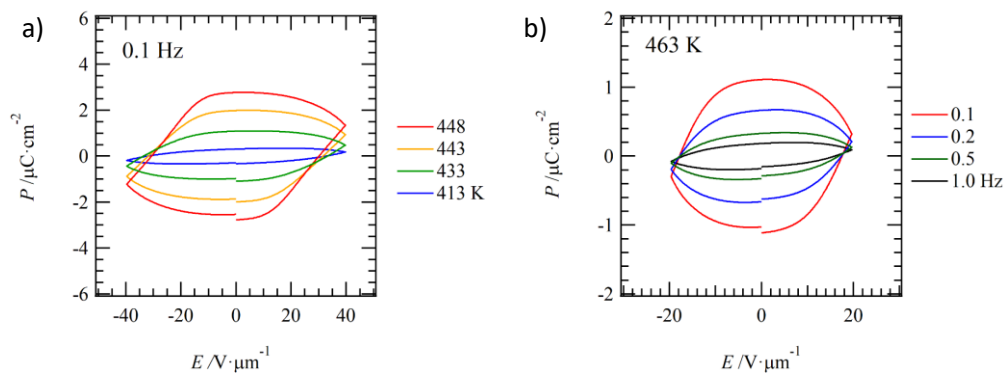 a)
0.1 Hz
P /μC·cm⁻²
6
4
2
0
-2
-4
-6
-40 -20 0 20 40
E /V·μm⁻¹
448
443
433
413 K
b)
463 K
P /μC·cm⁻²
2
1
0
-1
-2
-20 0 20
E /V·μm⁻¹
0.1
0.2
0.5
1.0 Hz